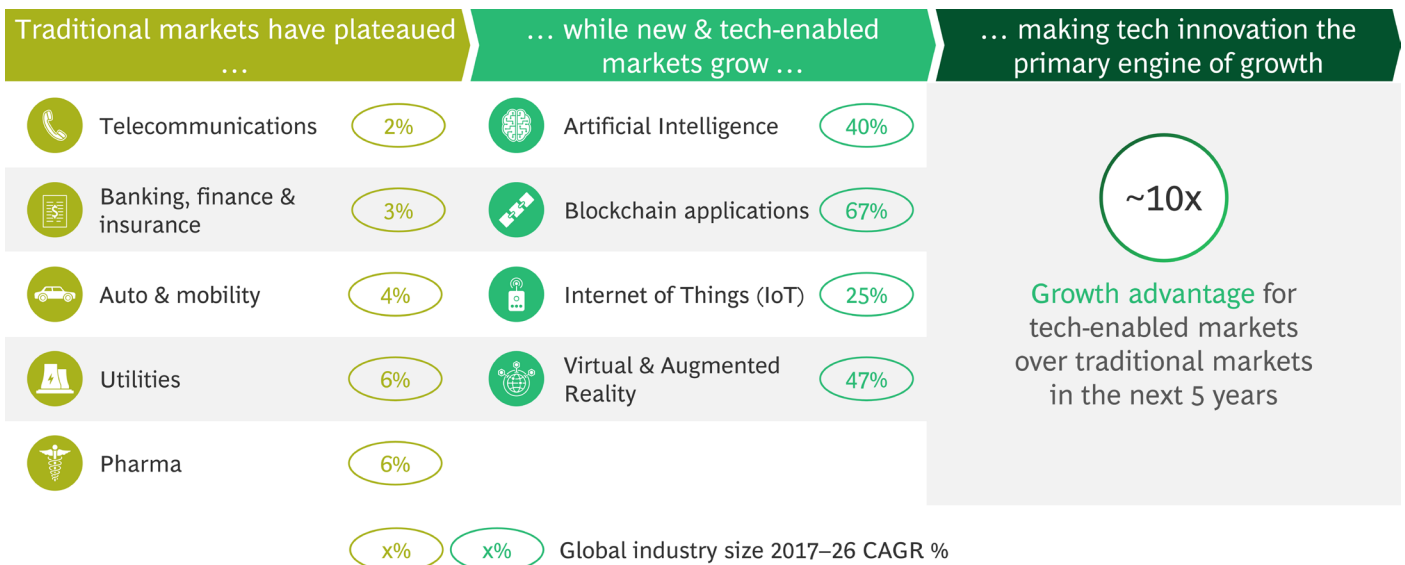 Traditional markets have plateaued
…
… while new & tech-enabled
markets grow …
… making tech innovation the
primary engine of growth
Telecommunications
2%
Banking, finance &
insurance
3%
Auto & mobility
4%
Utilities
6%
Pharma
6%
Artificial Intelligence
40%
Blockchain applications
67%
Internet of Things (IoT)
25%
Virtual & Augmented
Reality
47%
~10x
Growth advantage for
tech-enabled markets
over traditional markets
in the next 5 years
x%
x%
Global industry size 2017–26 CAGR %